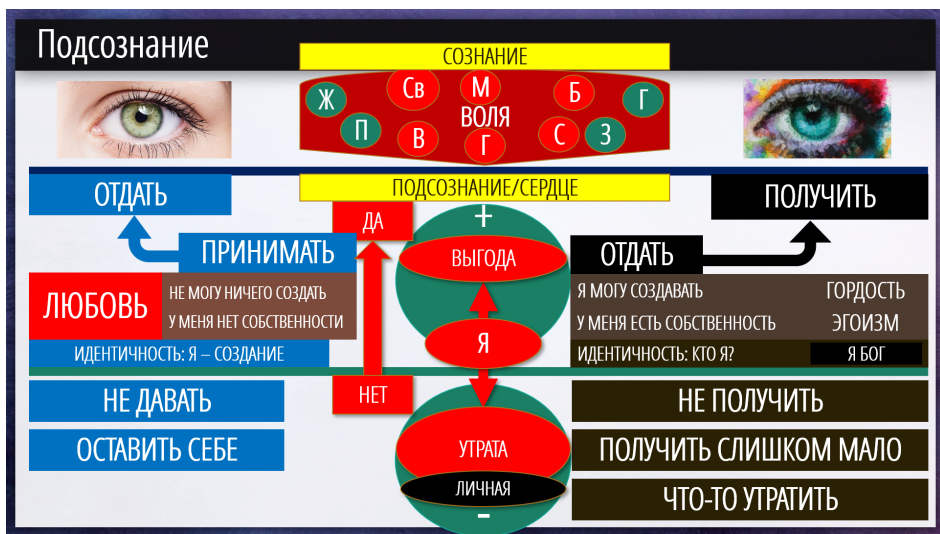 Подсознание
СОЗНАНИЕ
Ж
Св
М
Б
Г
П
В
ВОЛЯ
Г
С
З
ПОДСОЗНАНИЕ/СЕРДЦЕ
ОТДАТЬ
ПРИНИМАТЬ
ЛЮБОВЬ
НЕ МОГУ НИЧЕГО СОЗДАТЬ
У МЕНЯ НЕТ СОБСТВЕННОСТИ
ИДЕНТИЧНОСТЬ: Я – СОЗДАНИЕ
НЕ ДАВАТЬ
ОСТАВИТЬ СЕБЕ
ДА
НЕТ
+
ВЫГОДА
Я
УТРАТА
ЛИЧНАЯ
–
ПОЛУЧИТЬ
ОТДАТЬ
Я МОГУ СОЗДАВАТЬ ГОРДОСТЬ
У МЕНЯ ЕСТЬ СОБСТВЕННОСТЬ ЭГОИЗМ
ИДЕНТИЧНОСТЬ: КТО Я? Я БОГ
НЕ ПОЛУЧИТЬ
ПОЛУЧИТЬ СЛИШКОМ МАЛО
ЧТО-ТО УТРАТИТЬ